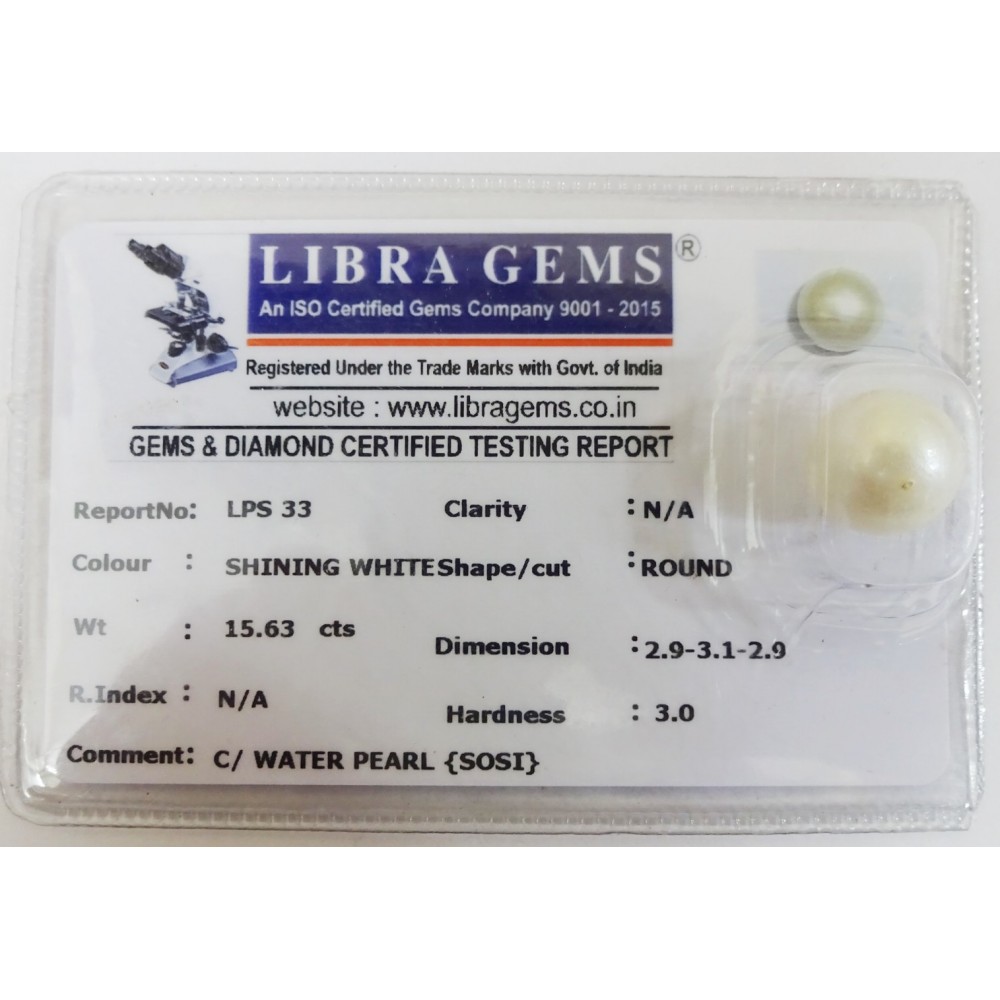 LIBRA GEMS ®
An ISO Certified Gems Company 9001 - 2015
Registered Under the Trade Marks with Govt. of India
website : www.libragems.co.in
GEMS & DIAMOND CERTIFIED TESTING REPORT
ReportNo: LPS 33 Clarity : N/A
Colour : SHINING WHITE Shape/cut : ROUND
Wt : 15.63 cts Dimension : 2.9-3.1-2.9
R.Index : N/A Hardness : 3.0
Comment: C/ WATER PEARL {SOSI}